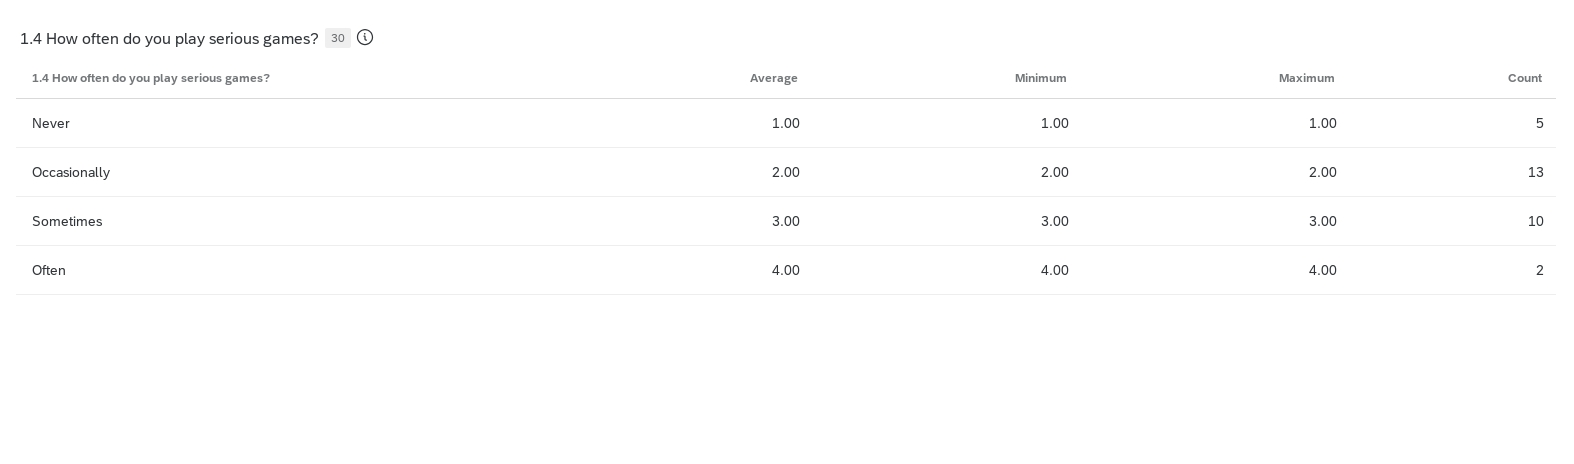 1.4 How often do you play serious games? 30
1.4 How often do you play serious games? Average Minimum Maximum Count
Never 1.00 1.00 1.00 5
Occasionally 2.00 2.00 2.00 13
Sometimes 3.00 3.00 3.00 10
Often 4.00 4.00 4.00 2